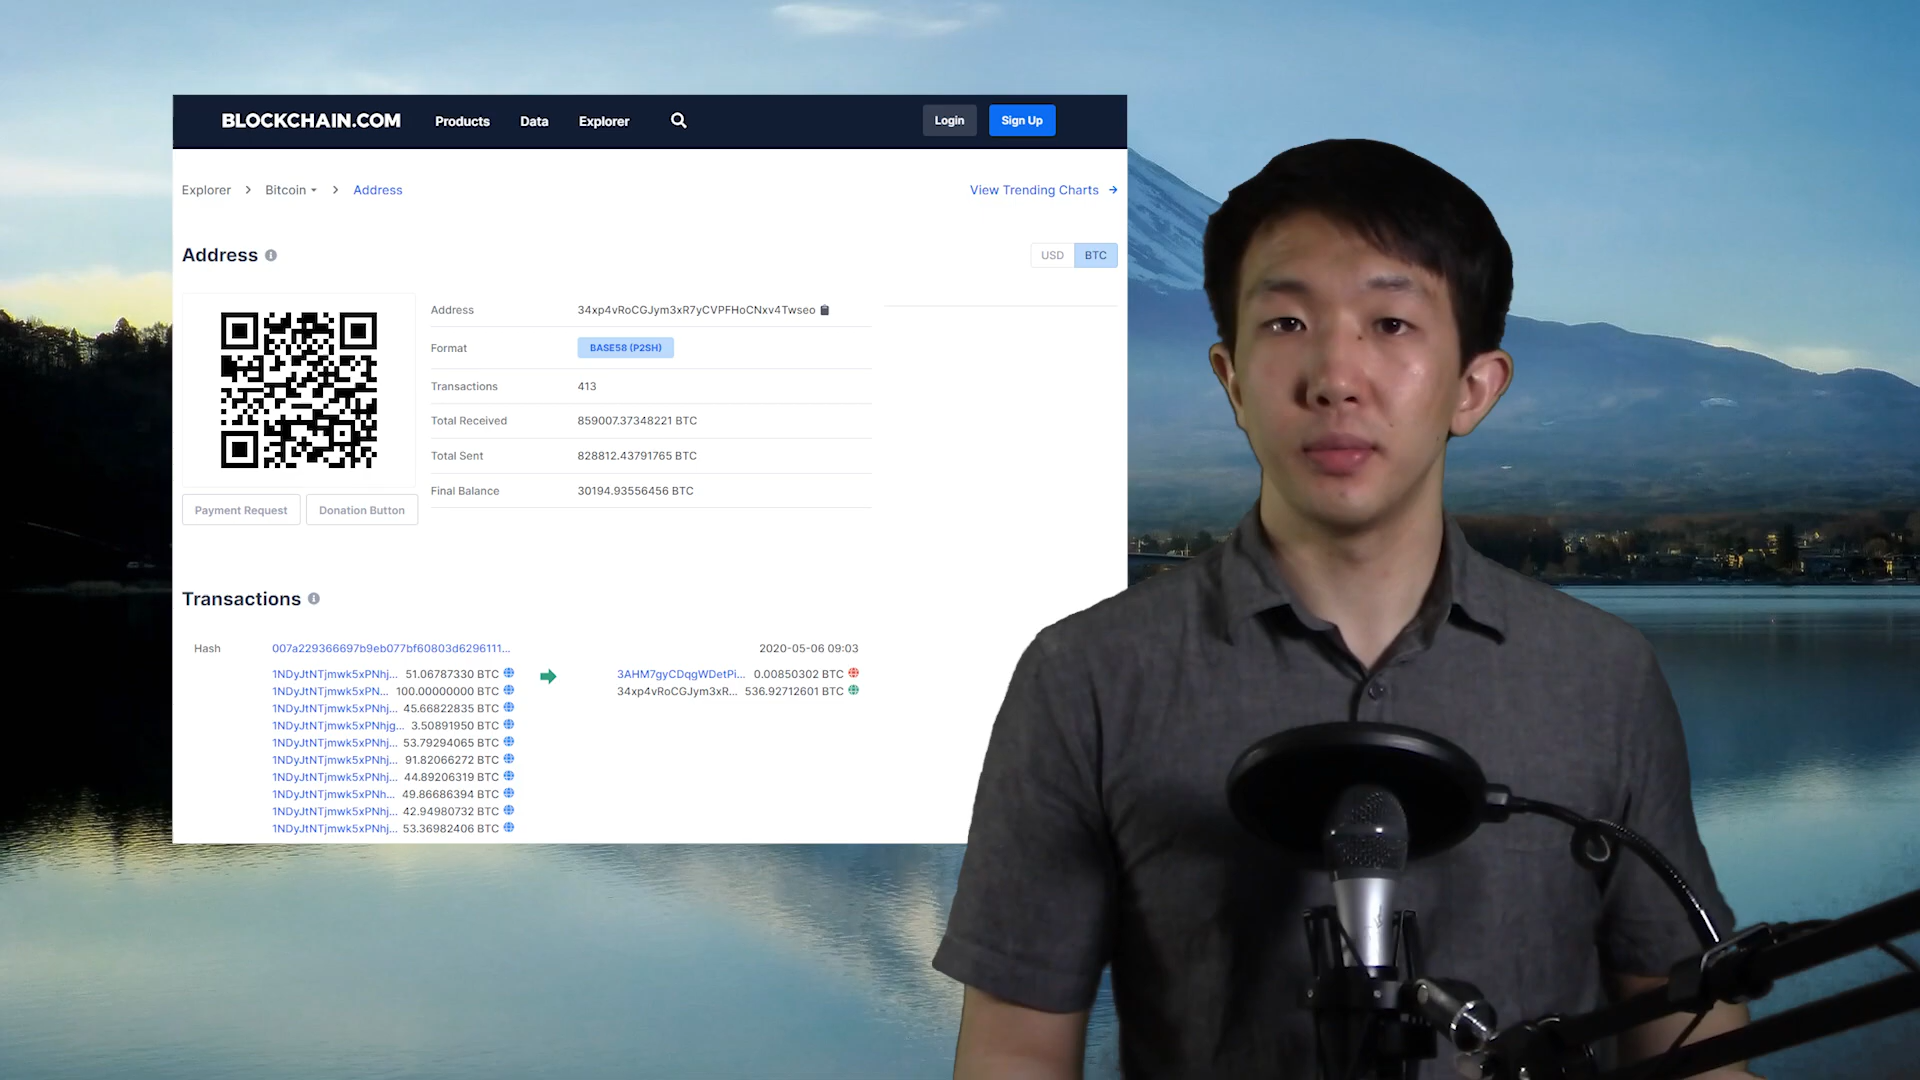 BLOCKCHAIN.COM Products Data Explorer Login Sign Up
Explorer > Bitcoin > Address View Trending Charts →
Address USD BTC
Address 34xp4vRoCGJym3xR7yCVPFHoCNxv4Twseo
Format BASE58 (P2SH)
Transactions 413
Total Received 859007.37348221 BTC
Total Sent 828812.43791765 BTC
Final Balance 30194.93556456 BTC
Payment Request Donation Button
Transactions
Hash 007a229366697b9eb077bf60803d6296111... 2020-05-06 09:03
1NDyJtNTjmwk5xPNhj... 51.06787330 BTC 3AHM7gyCDqgWDetPi... 0.00850302 BTC
1NDyJtNTjmwk5xPN... 100.00000000 BTC 34xp4vRoCGJym3xR... 536.92712601 BTC
1NDyJtNTjmwk5xPNhj... 45.66822835 BTC
1NDyJtNTjmwk5xPNhjg... 3.50891950 BTC
1NDyJtNTjmwk5xPNhj... 53.79294065 BTC
1NDyJtNTjmwk5xPNhj... 91.82066272 BTC
1NDyJtNTjmwk5xPNhj... 44.89206319 BTC
1NDyJtNTjmwk5xPNh... 49.86686394 BTC
1NDyJtNTjmwk5xPNhj... 42.94980732 BTC
1NDyJtNTjmwk5xPNhj... 53.36982406 BTC